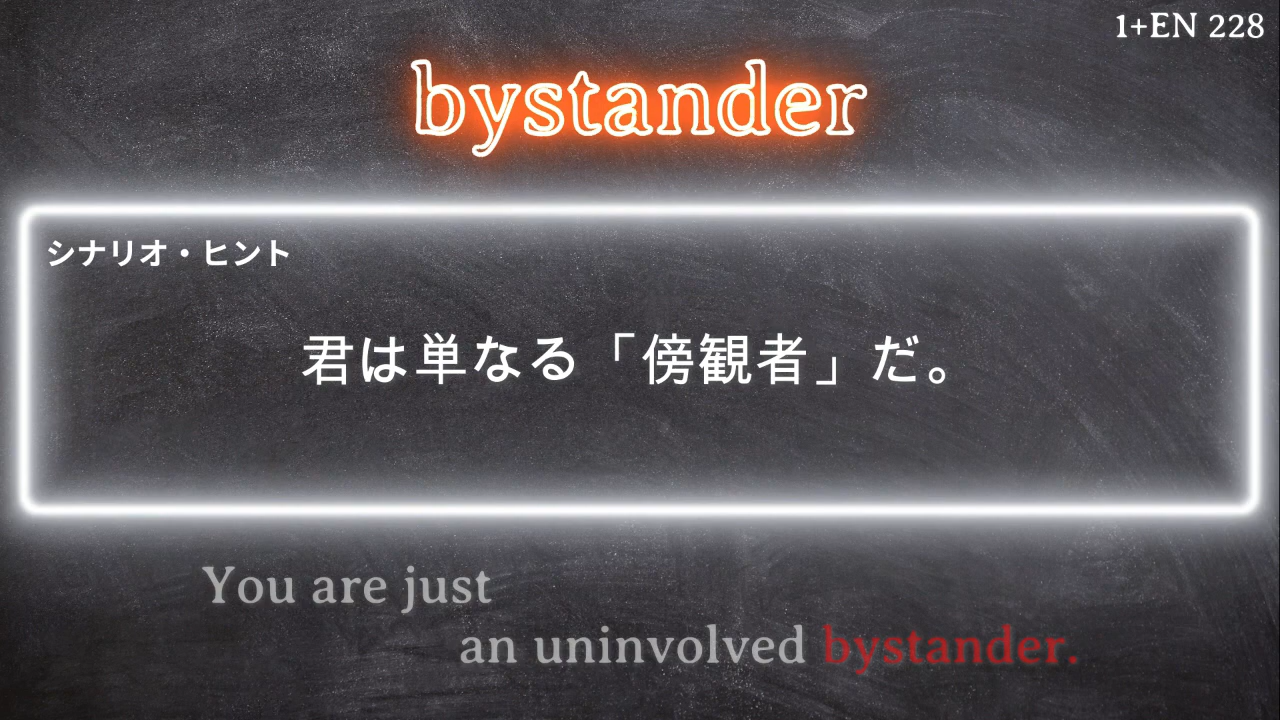 1+EN 228
bystander
シナリオ・ヒント
君は単なる「傍観者」だ。
You are just
an uninvolved bystander.